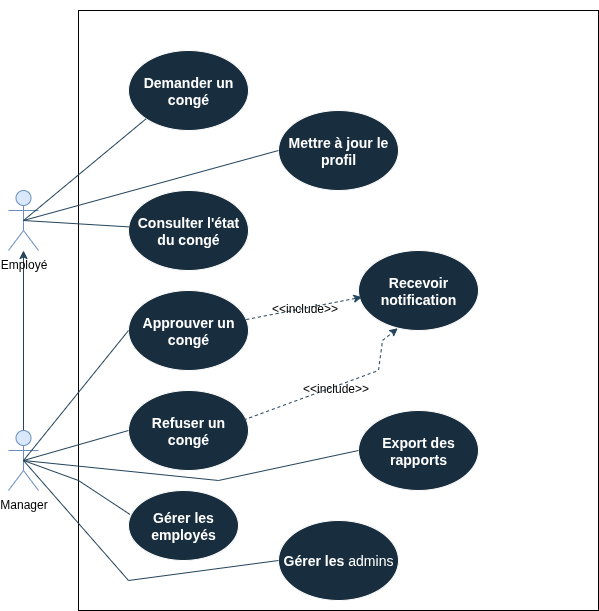 Demander un
congé
Mettre à jour le
profil
Consulter l'état
du congé
Employé
Recevoir
notification
<<include>>
Approuver un
congé
<<include>>
Refuser un
congé
Export des
rapports
Manager
Gérer les
employés
Gérer les admins